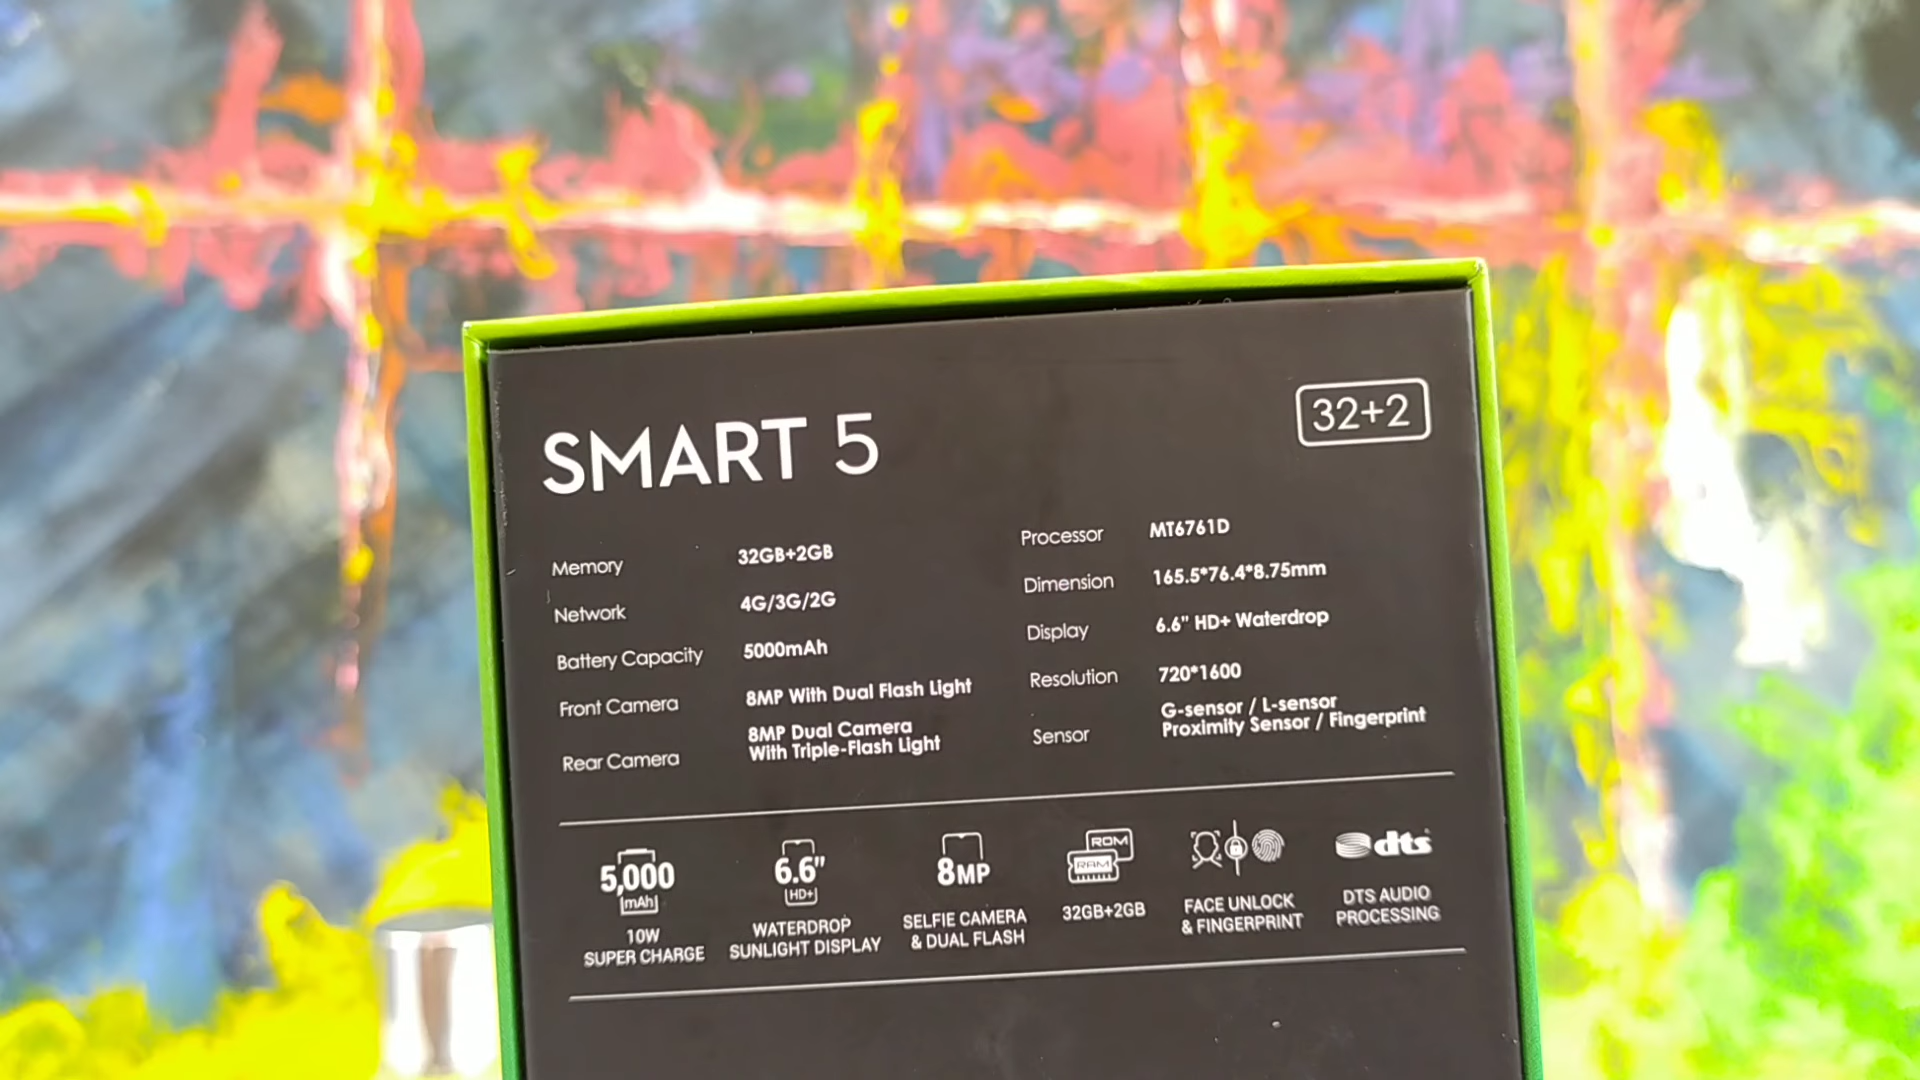 SMART 5
32+2
Memory 32GB+2GB
Network 4G/3G/2G
Battery Capacity 5000mAh
Front Camera 8MP With Dual Flash Light
Rear Camera 8MP Dual Camera
With Triple-Flash Light
Processor MT6761D
Dimension 165.5*76.4*8.75mm
Display 6.6" HD+ Waterdrop
Resolution 720*1600
Sensor G-sensor / L-sensor
Proximity Sensor / Fingerprint
5,000
mAh
10W
SUPER CHARGE
6.6"
HD+
WATERDROP
SUNLIGHT DISPLAY
8MP
SELFIE CAMERA
& DUAL FLASH
ROM
RAM
32GB+2GB
FACE UNLOCK
& FINGERPRINT
dts
DTS AUDIO
PROCESSING